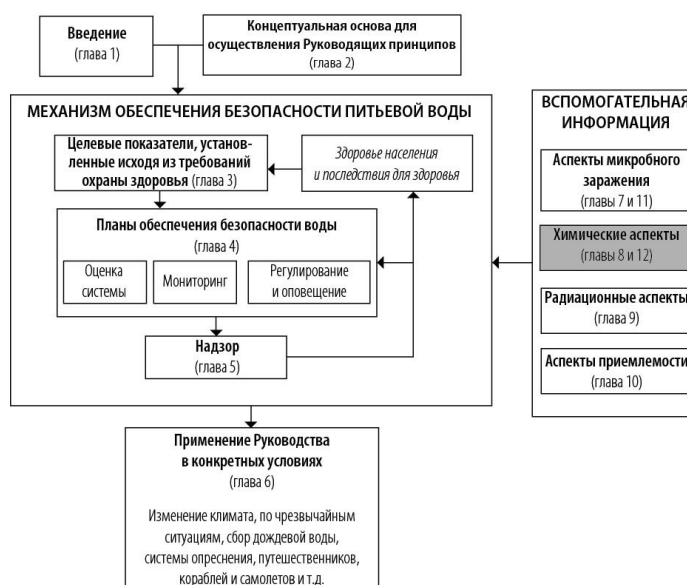 Введение
(глава 1)
Концептуальная основа для
осуществления Руководящих принципов
(глава 2)
МЕХАНИЗМ ОБЕСПЕЧЕНИЯ БЕЗОПАСНОСТИ ПИТЬЕВОЙ ВОДЫ
Целевые показатели, установ-
ленные исходя из требований
охраны здоровья (глава 3)
Здоровье населения
и последствия для здоровья
Планы обеспечения безопасности воды
(глава 4)
Оценка
системы
Мониторинг
Регулирование
и оповещение
Надзор
(глава 5)
Применение Руководства
в конкретных условиях
(глава 6)
Изменение климата, по чрезвычайным
ситуациям, сбор дождевой воды,
системы опреснения, путешественников,
кораблей и самолетов и т.д.
ВСПОМОГАТЕЛЬНАЯ
ИНФОРМАЦИЯ
Аспекты микробного
заражения
(главы 7 и 11)
Химические аспекты
(главы 8 и 12)
Радиационные аспекты
(глава 9)
Аспекты приемлемости
(глава 10)